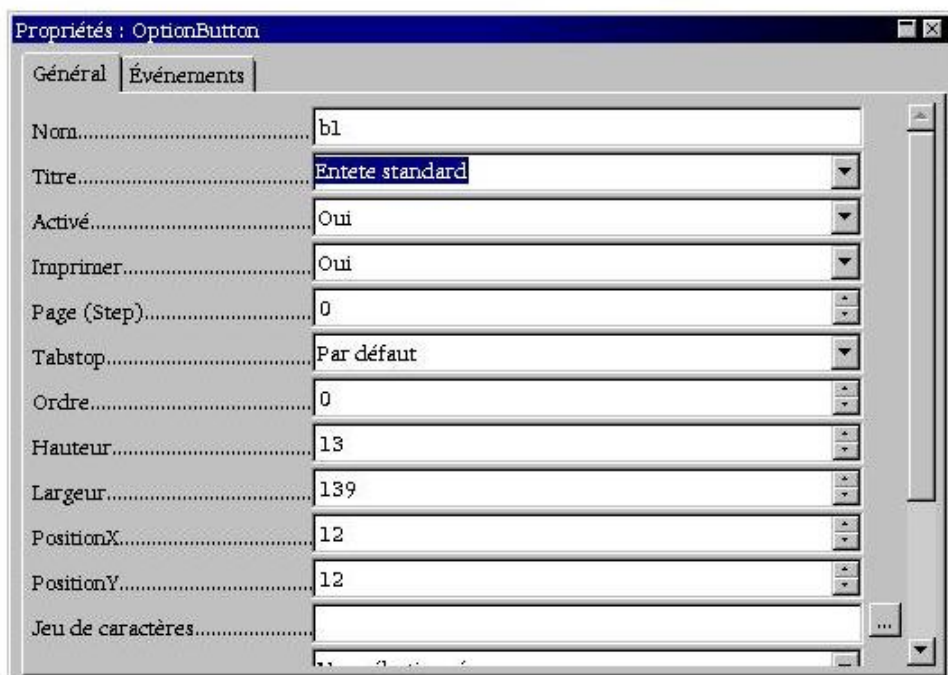 Propriétés : OptionButton
Général Événements
Nom.......................................... b1
Titre.......................................... Entete standard
Activé.......................................... Oui
Imprimer.......................................... Oui
Page (Step).......................................... 0
Tabstop.......................................... Par défaut
Ordre.......................................... 0
Hauteur.......................................... 13
Largeur.......................................... 139
PositionX.......................................... 12
PositionY.......................................... 12
Jeu de caractères...................... ...